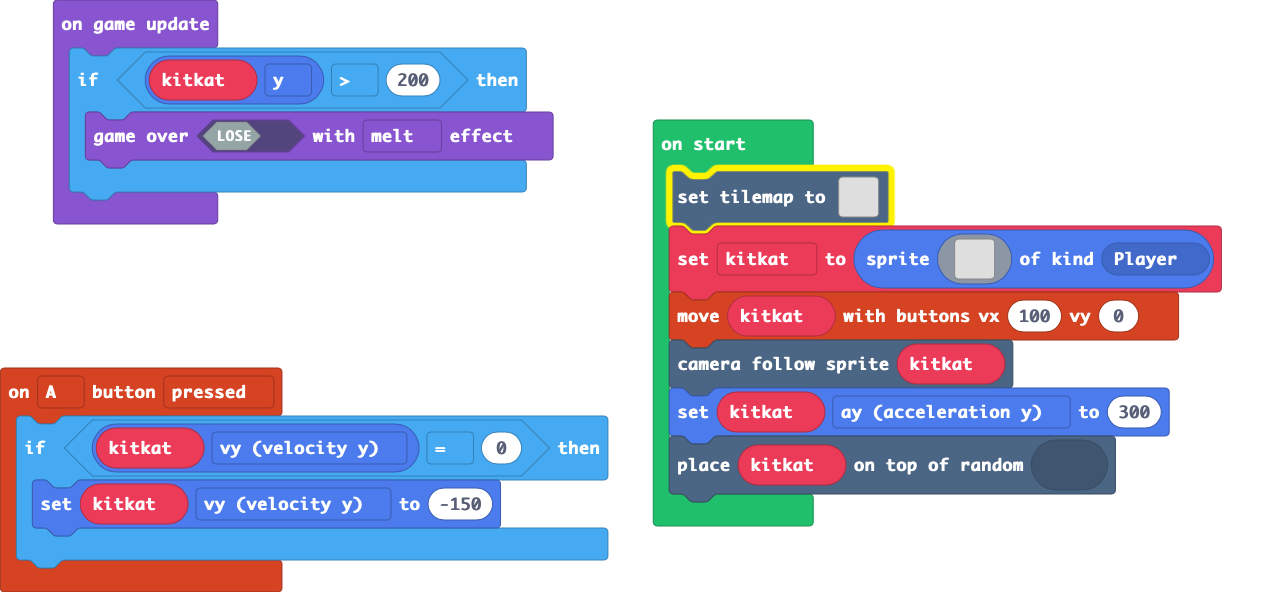 on game update
if kitkat y > 200 then
game over LOSE with melt effect
on A button pressed
if kitkat vy (velocity y) = 0 then
set kitkat vy (velocity y) to -150
on start
set tilemap to
set kitkat to sprite of kind Player
move kitkat with buttons vx 100 vy 0
camera follow sprite kitkat
set kitkat ay (acceleration y) to 300
place kitkat on top of random